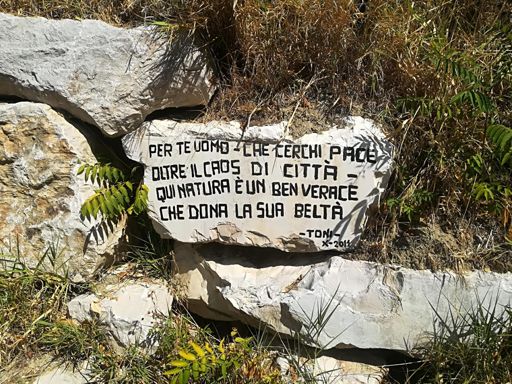 PER TE UOMO - CHE CERCHI PACE
OLTRE IL CAOS DI CITTA -
QUI NATURA È UN BEN VERACE
CHE DONA LA SUA BELTÀ
- TONI -
X-2011